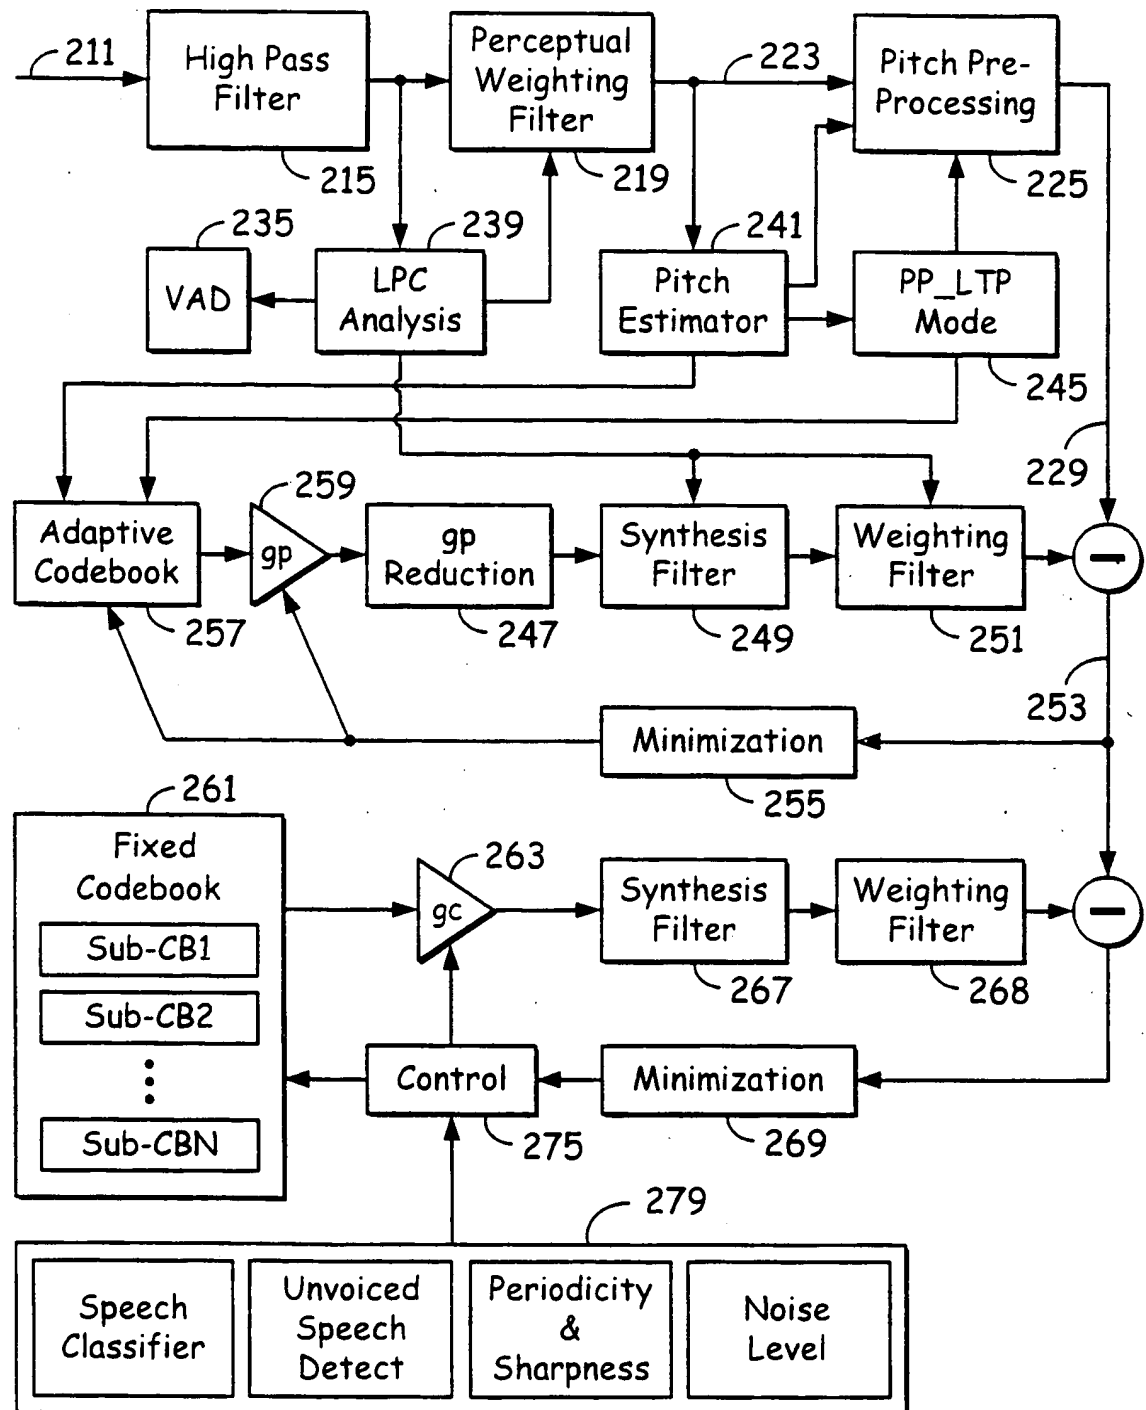 211
High Pass
Filter
215
Perceptual
Weighting
Filter
219
223
Pitch Pre-
Processing
225
235
VAD
239
LPC
Analysis
241
Pitch
Estimator
PP_LTP
Mode
245
229
Adaptive
Codebook
257
259
gp
gp
Reduction
247
Synthesis
Filter
249
Weighting
Filter
251
253
Minimization
255
261
Fixed
Codebook
Sub-CB1
Sub-CB2
Sub-CBN
263
gc
Synthesis
Filter
267
Weighting
Filter
268
Control
275
Minimization
269
279
Speech
Classifier
Unvoiced
Speech
Detect
Periodicity
&
Sharpness
Noise
Level